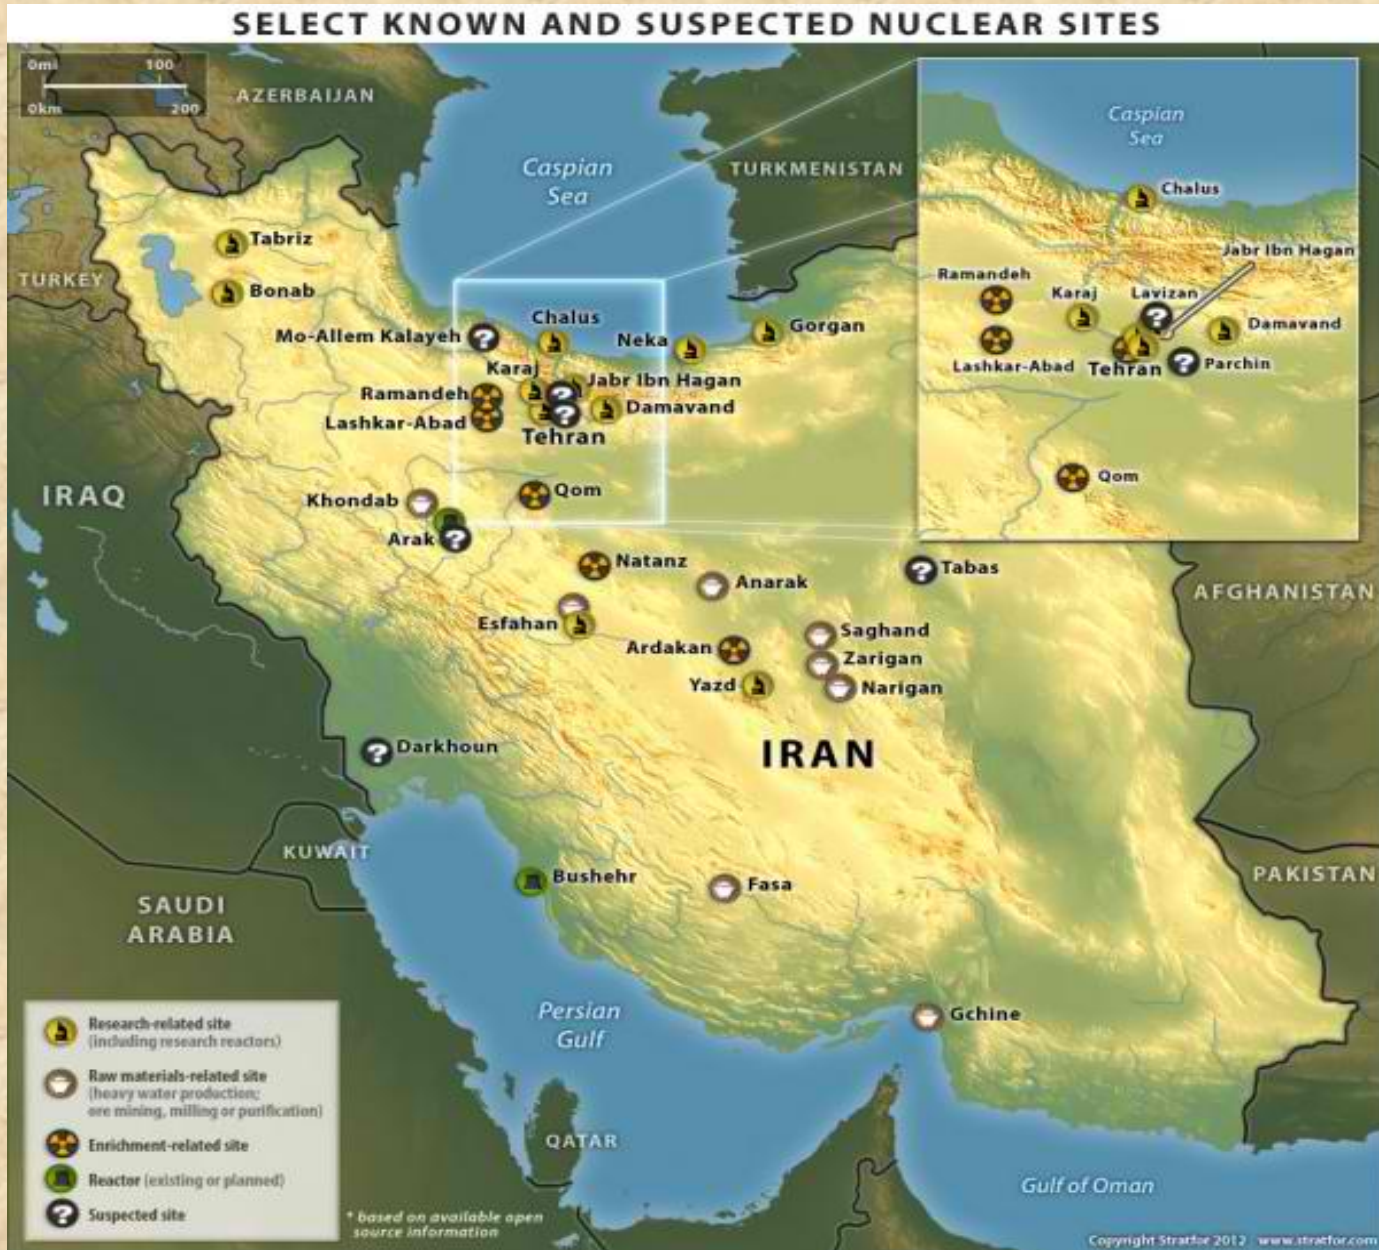 SELECT KNOWN AND SUSPECTED NUCLEAR SITES
0mi 100
0km 200
AZERBAIJAN
Caspian
Sea
TURKMENISTAN
TURKEY
Tabriz
Bonab
Mo-Allem Kalayeh
Chalus
Neka
Gorgan
Karaj
Jabr Ibn Hagan
Ramandeh
Damavand
Lashkar-Abad
Tehran
Caspian
Sea
Chalus
Jabr Ibn Hagan
Ramandeh
Karaj
Lavizan
Damavand
Lashkar-Abad
Tehran
Parchin
Qom
IRAQ
Khondab
Qom
Arak
Natanz
Anarak
Tabas
AFGHANISTAN
Esfahan
Saghand
Ardakan
Zarigan
Yazd
Narigan
IRAN
Darkhoun
KUWAIT
Bushehr
Fasa
PAKISTAN
SAUDI
ARABIA
Persian
Gulf
Gchine
QATAR
Gulf of Oman
Research-related site
(including research reactors)
Raw materials-related site
(heavy water production;
ore mining, milling or purification)
Enrichment-related site
Reactor (existing or planned)
? Suspected site
* based on available open
source information
Copyright Stratfor 2012 www.stratfor.com